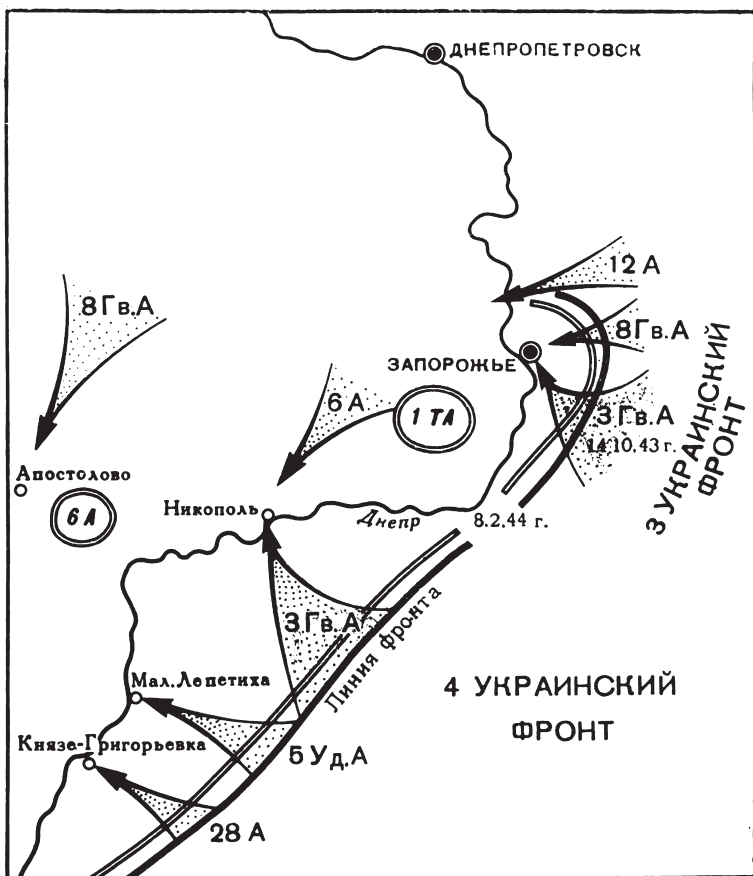 ДНЕПРОПЕТРОВСК
12 А
8 Гв.А
8 Гв.А
ЗАПОРОЖЬЕ
6 А
1 ТА
3 Гв.А
14.10.43 г.
3 УКРАИНСКИЙ
ФРОНТ
Апостолово
6 А
Никополь
Днепр
8.2.44 г.
3 Гв.А
Линия фронта
Мал.Лепетиха
4 УКРАИНСКИЙ
ФРОНТ
Князе-Григорьевка
5 Уд.А
28 А